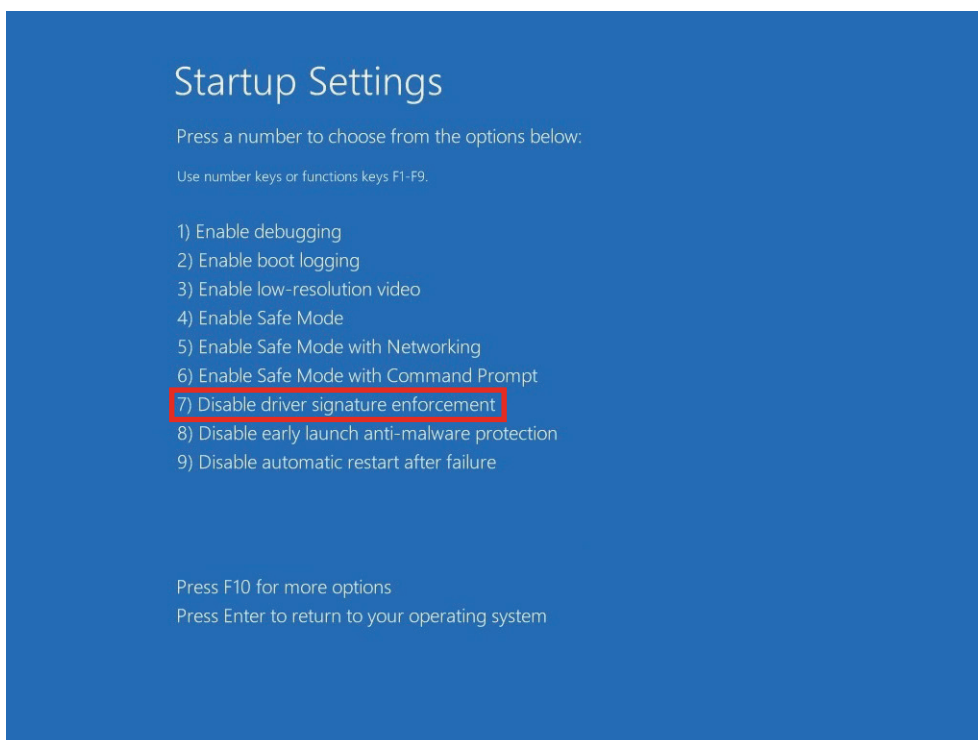 Startup Settings
Press a number to choose from the options below:
Use number keys or functions keys F1-F9.
1) Enable debugging
2) Enable boot logging
3) Enable low-resolution video
4) Enable Safe Mode
5) Enable Safe Mode with Networking
6) Enable Safe Mode with Command Prompt
7) Disable driver signature enforcement
8) Disable early launch anti-malware protection
9) Disable automatic restart after failure
Press F10 for more options
Press Enter to return to your operating system